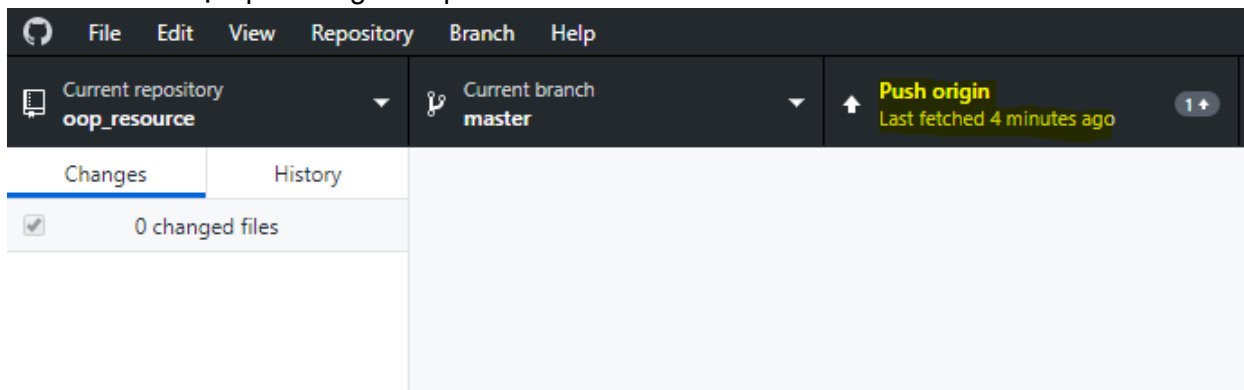 File Edit View Repository Branch Help
Current repository
oop_resource
Current branch
master
Push origin
Last fetched 4 minutes ago
1
Changes History
0 changed files